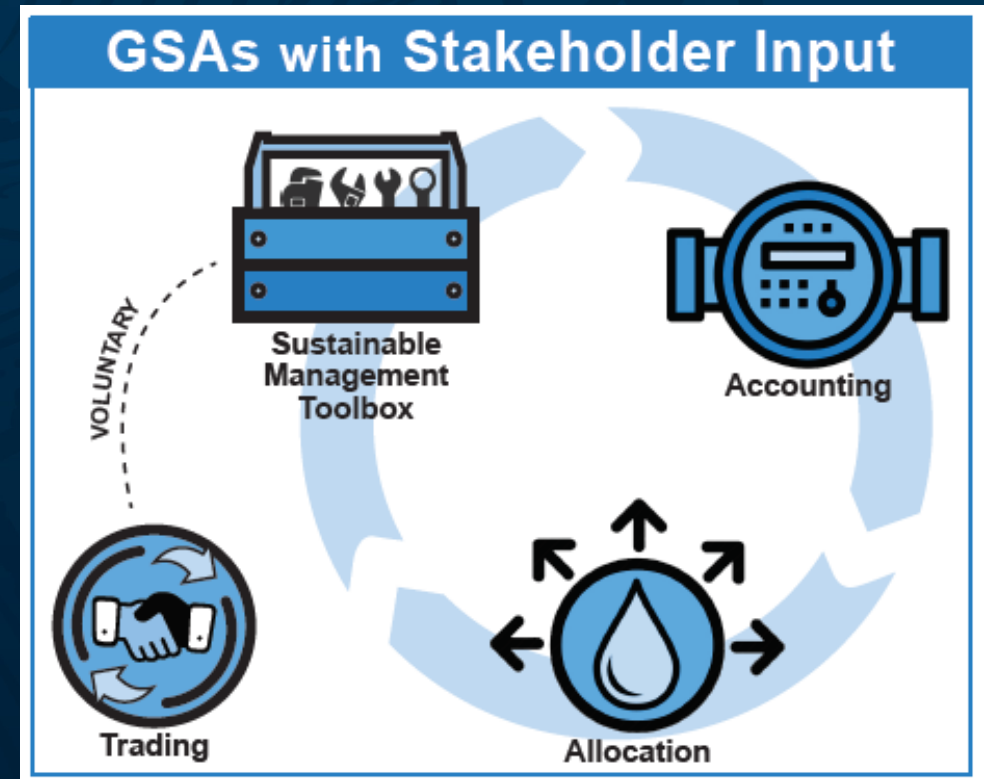 GSAs with Stakeholder Input
Sustainable
Management
Toolbox
Accounting
VOLUNTARY
Trading
Allocation